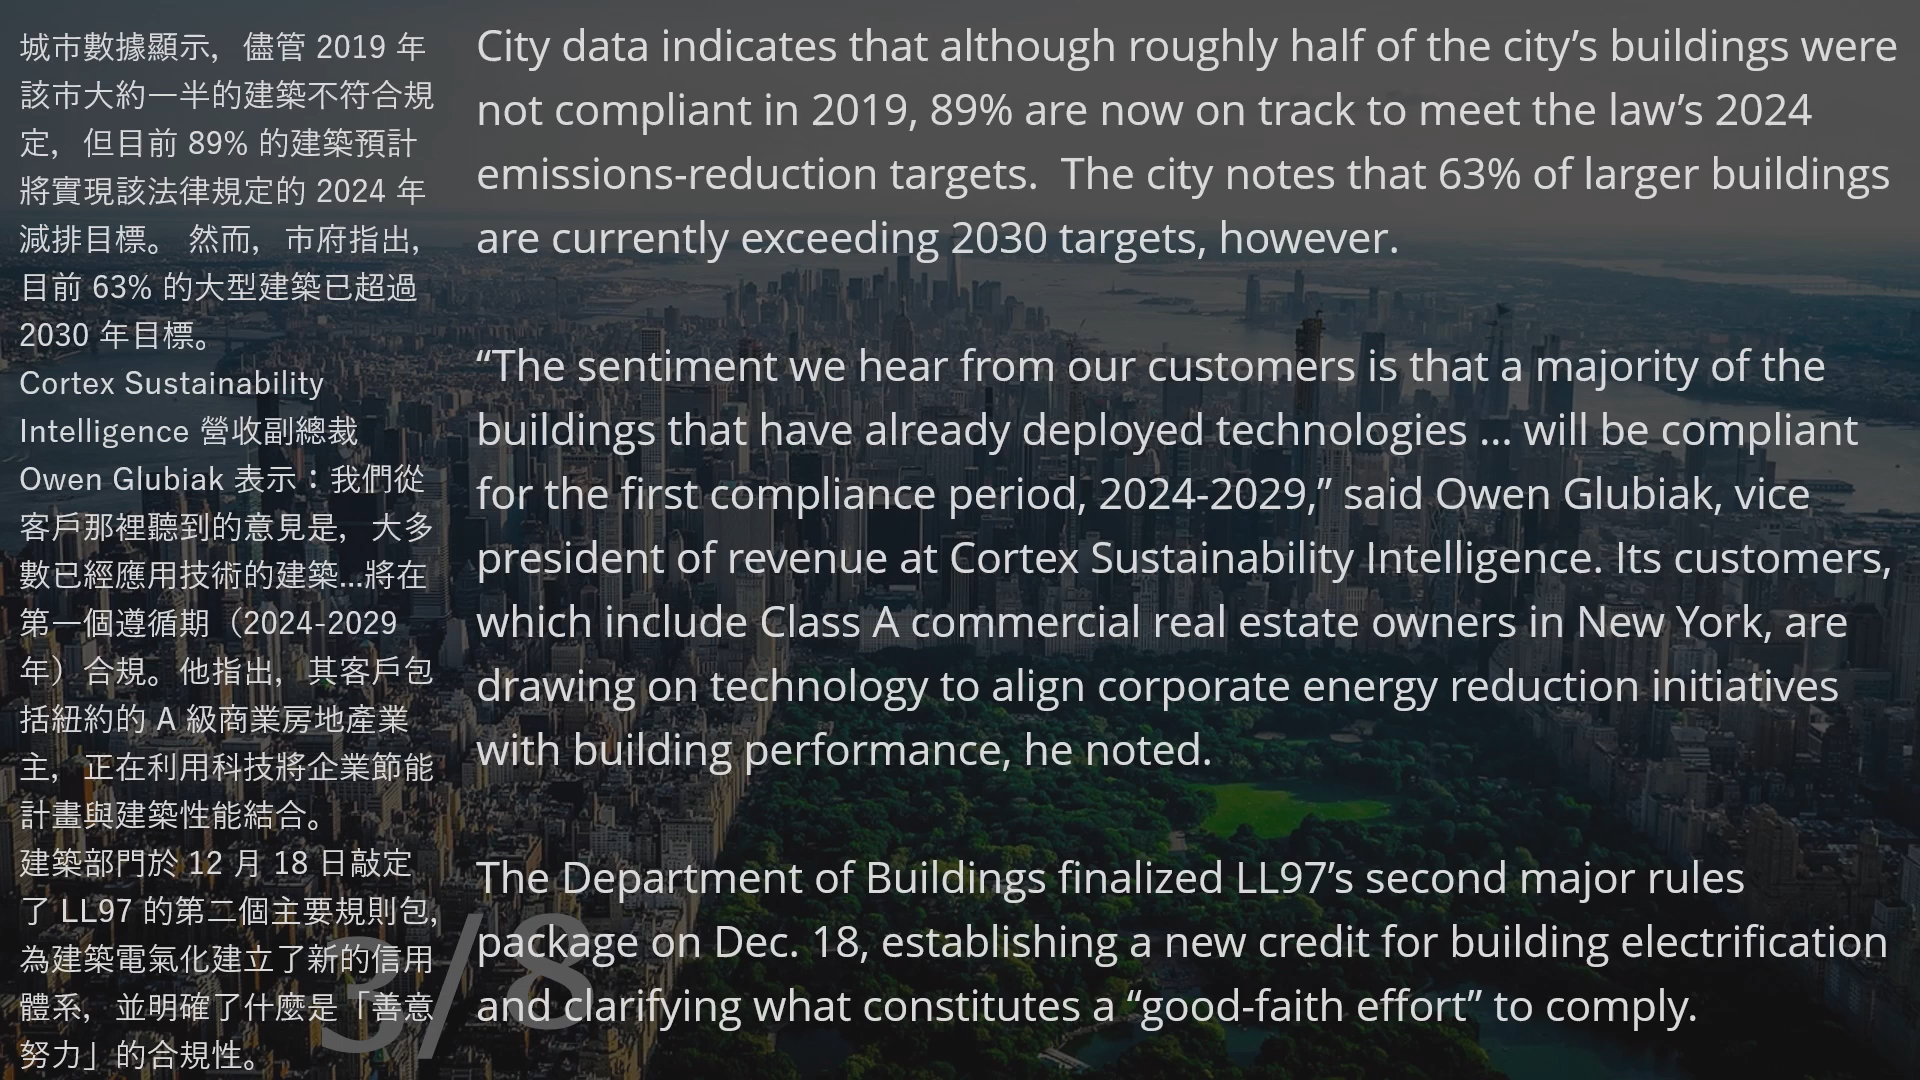 城市數據顯示，儘管 2019 年
該市大約一半的建築不符合規
定，但目前 89% 的建築預計
將實現該法律規定的 2024 年
減排目標。 然而，市府指出，
目前 63% 的大型建築已超過
2030 年目標。
Cortex Sustainability
Intelligence 營收副總裁
Owen Glubiak 表示：我們從
客戶那裡聽到的意見是，大多
數已經應用技術的建築...將在
第一個遵循期（2024-2029
年）合規。他指出，其客戶包
括紐約的 A 級商業房地產業
主，正在利用科技將企業節能
計畫與建築性能結合。
建築部門於 12 月 18 日敲定
了 LL97 的第二個主要規則包，
為建築電氣化建立了新的信用
體系，並明確了什麼是「善意
努力」的合規性。
City data indicates that although roughly half of the city’s buildings were
not compliant in 2019, 89% are now on track to meet the law’s 2024
emissions-reduction targets.  The city notes that 63% of larger buildings
are currently exceeding 2030 targets, however.
“The sentiment we hear from our customers is that a majority of the
buildings that have already deployed technologies ... will be compliant
for the first compliance period, 2024-2029,” said Owen Glubiak, vice
president of revenue at Cortex Sustainability Intelligence. Its customers,
which include Class A commercial real estate owners in New York, are
drawing on technology to align corporate energy reduction initiatives
with building performance, he noted.
The Department of Buildings finalized LL97’s second major rules
package on Dec. 18, establishing a new credit for building electrification
and clarifying what constitutes a “good-faith effort” to comply.
3/8